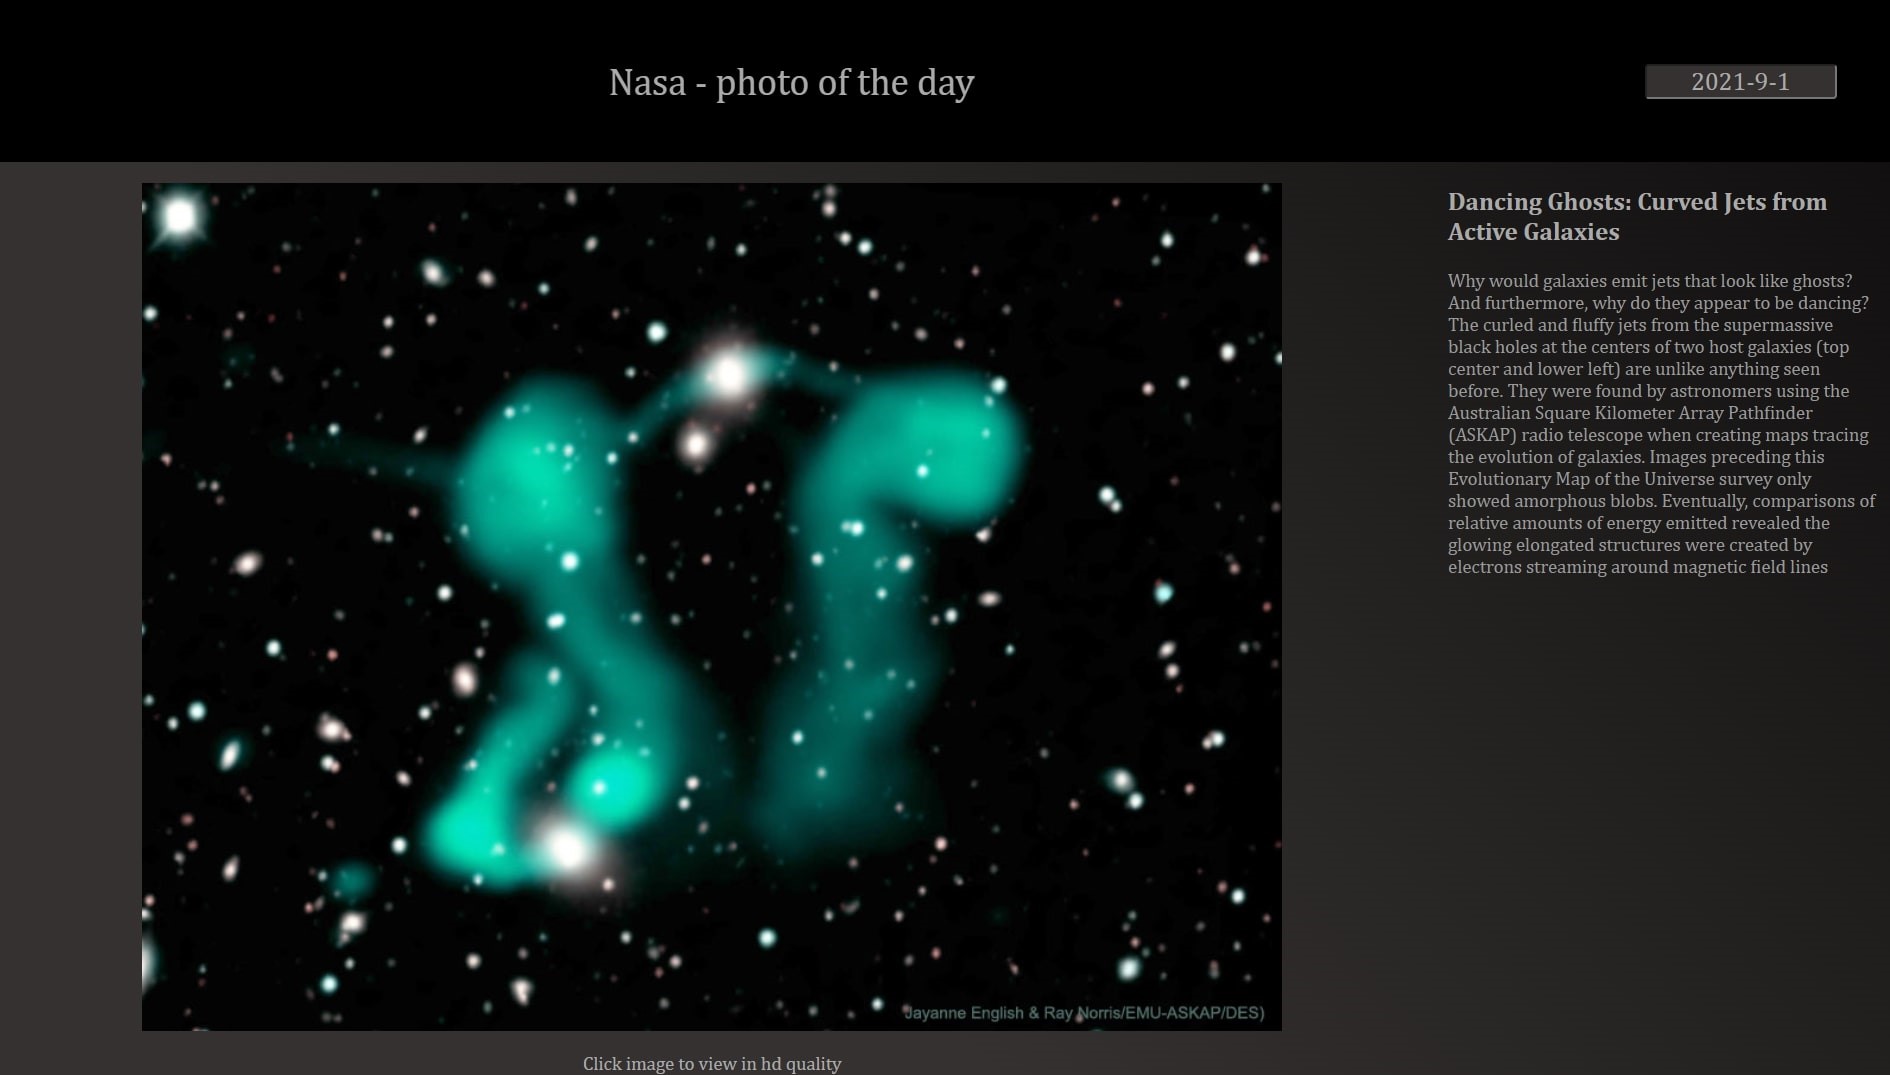 Nasa - photo of the day
2021-9-1
Dancing Ghosts: Curved Jets from
Active Galaxies
Why would galaxies emit jets that look like ghosts?
And furthermore, why do they appear to be dancing?
The curled and fluffy jets from the supermassive
black holes at the centers of two host galaxies (top
center and lower left) are unlike anything seen
before. They were found by astronomers using the
Australian Square Kilometer Array Pathfinder
(ASKAP) radio telescope when creating maps tracing
the evolution of galaxies. Images preceding this
Evolutionary Map of the Universe survey only
showed amorphous blobs. Eventually, comparisons of
relative amounts of energy emitted revealed the
glowing elongated structures were created by
electrons streaming around magnetic field lines
Jayanne English & Ray Norris/EMU-ASKAP/DES)
Click image to view in hd quality